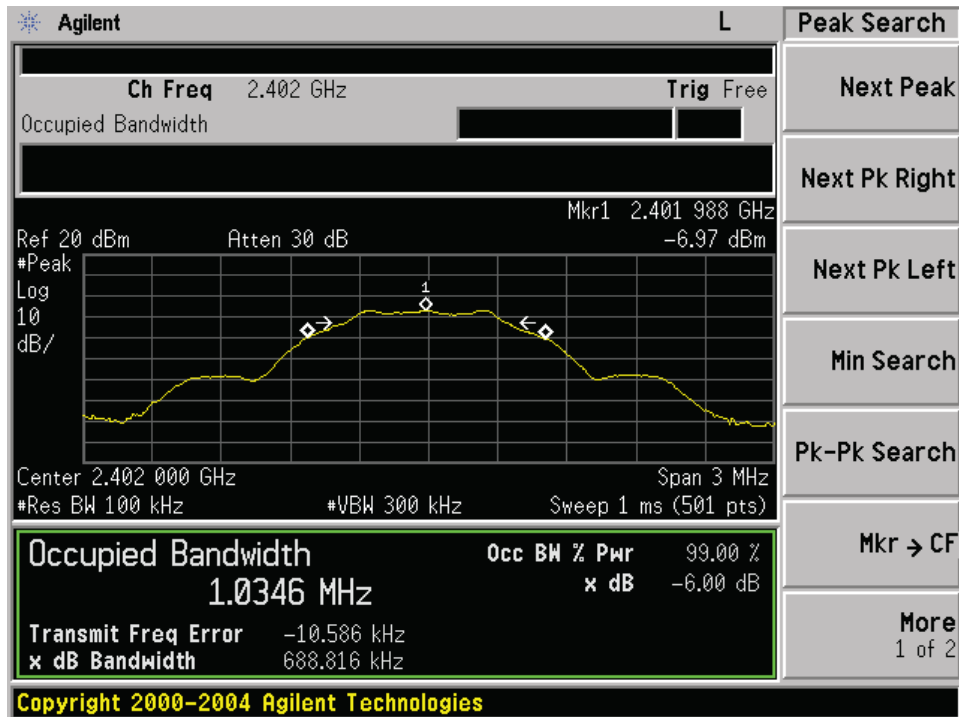 Agilent L Peak Search
Ch Freq 2.402 GHz Trig Free
Occupied Bandwidth
Mkr1 2.401 988 GHz
Ref 20 dBm Atten 30 dB -6.97 dBm
#Peak
Log
10
dB/
1
Center 2.402 000 GHz Span 3 MHz
#Res BW 100 kHz #VBW 300 kHz Sweep 1 ms (501 pts)
Occupied Bandwidth
1.0346 MHz
Occ BW % Pwr 99.00 %
x dB -6.00 dB
Transmit Freq Error -10.586 kHz
x dB Bandwidth 688.816 kHz
Copyright 2000-2004 Agilent Technologies
Next Peak
Next Pk Right
Next Pk Left
Min Search
Pk-Pk Search
Mkr → CF
More
1 of 2